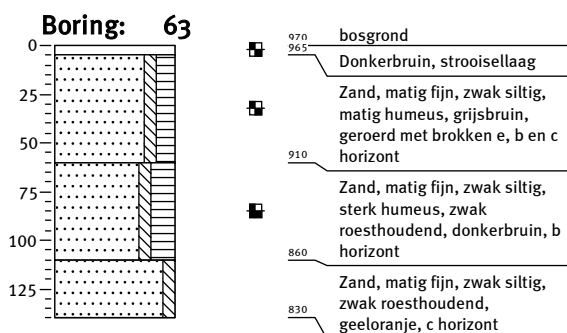 Boring: 63
0
25
50
75
100
125
970 bosgrond
965
Donkerbruin, strooisellaag
Zand, matig fijn, zwak siltig,
matig humeus, grijsbruin,
geroerd met brokken e, b en c
horizont
910
Zand, matig fijn, zwak siltig,
sterk humeus, zwak
roesthoudend, donkerbruin, b
horizont
860
Zand, matig fijn, zwak siltig,
zwak roesthoudend,
geeloranje, c horizont
830